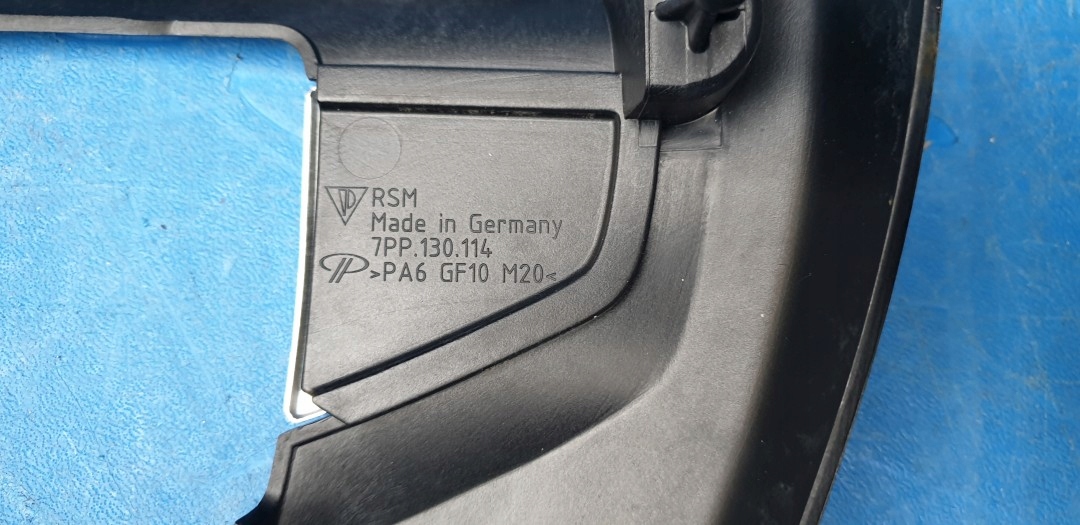 RSM
Made in Germany
7PP.130.114
>PA6 GF10 M20<